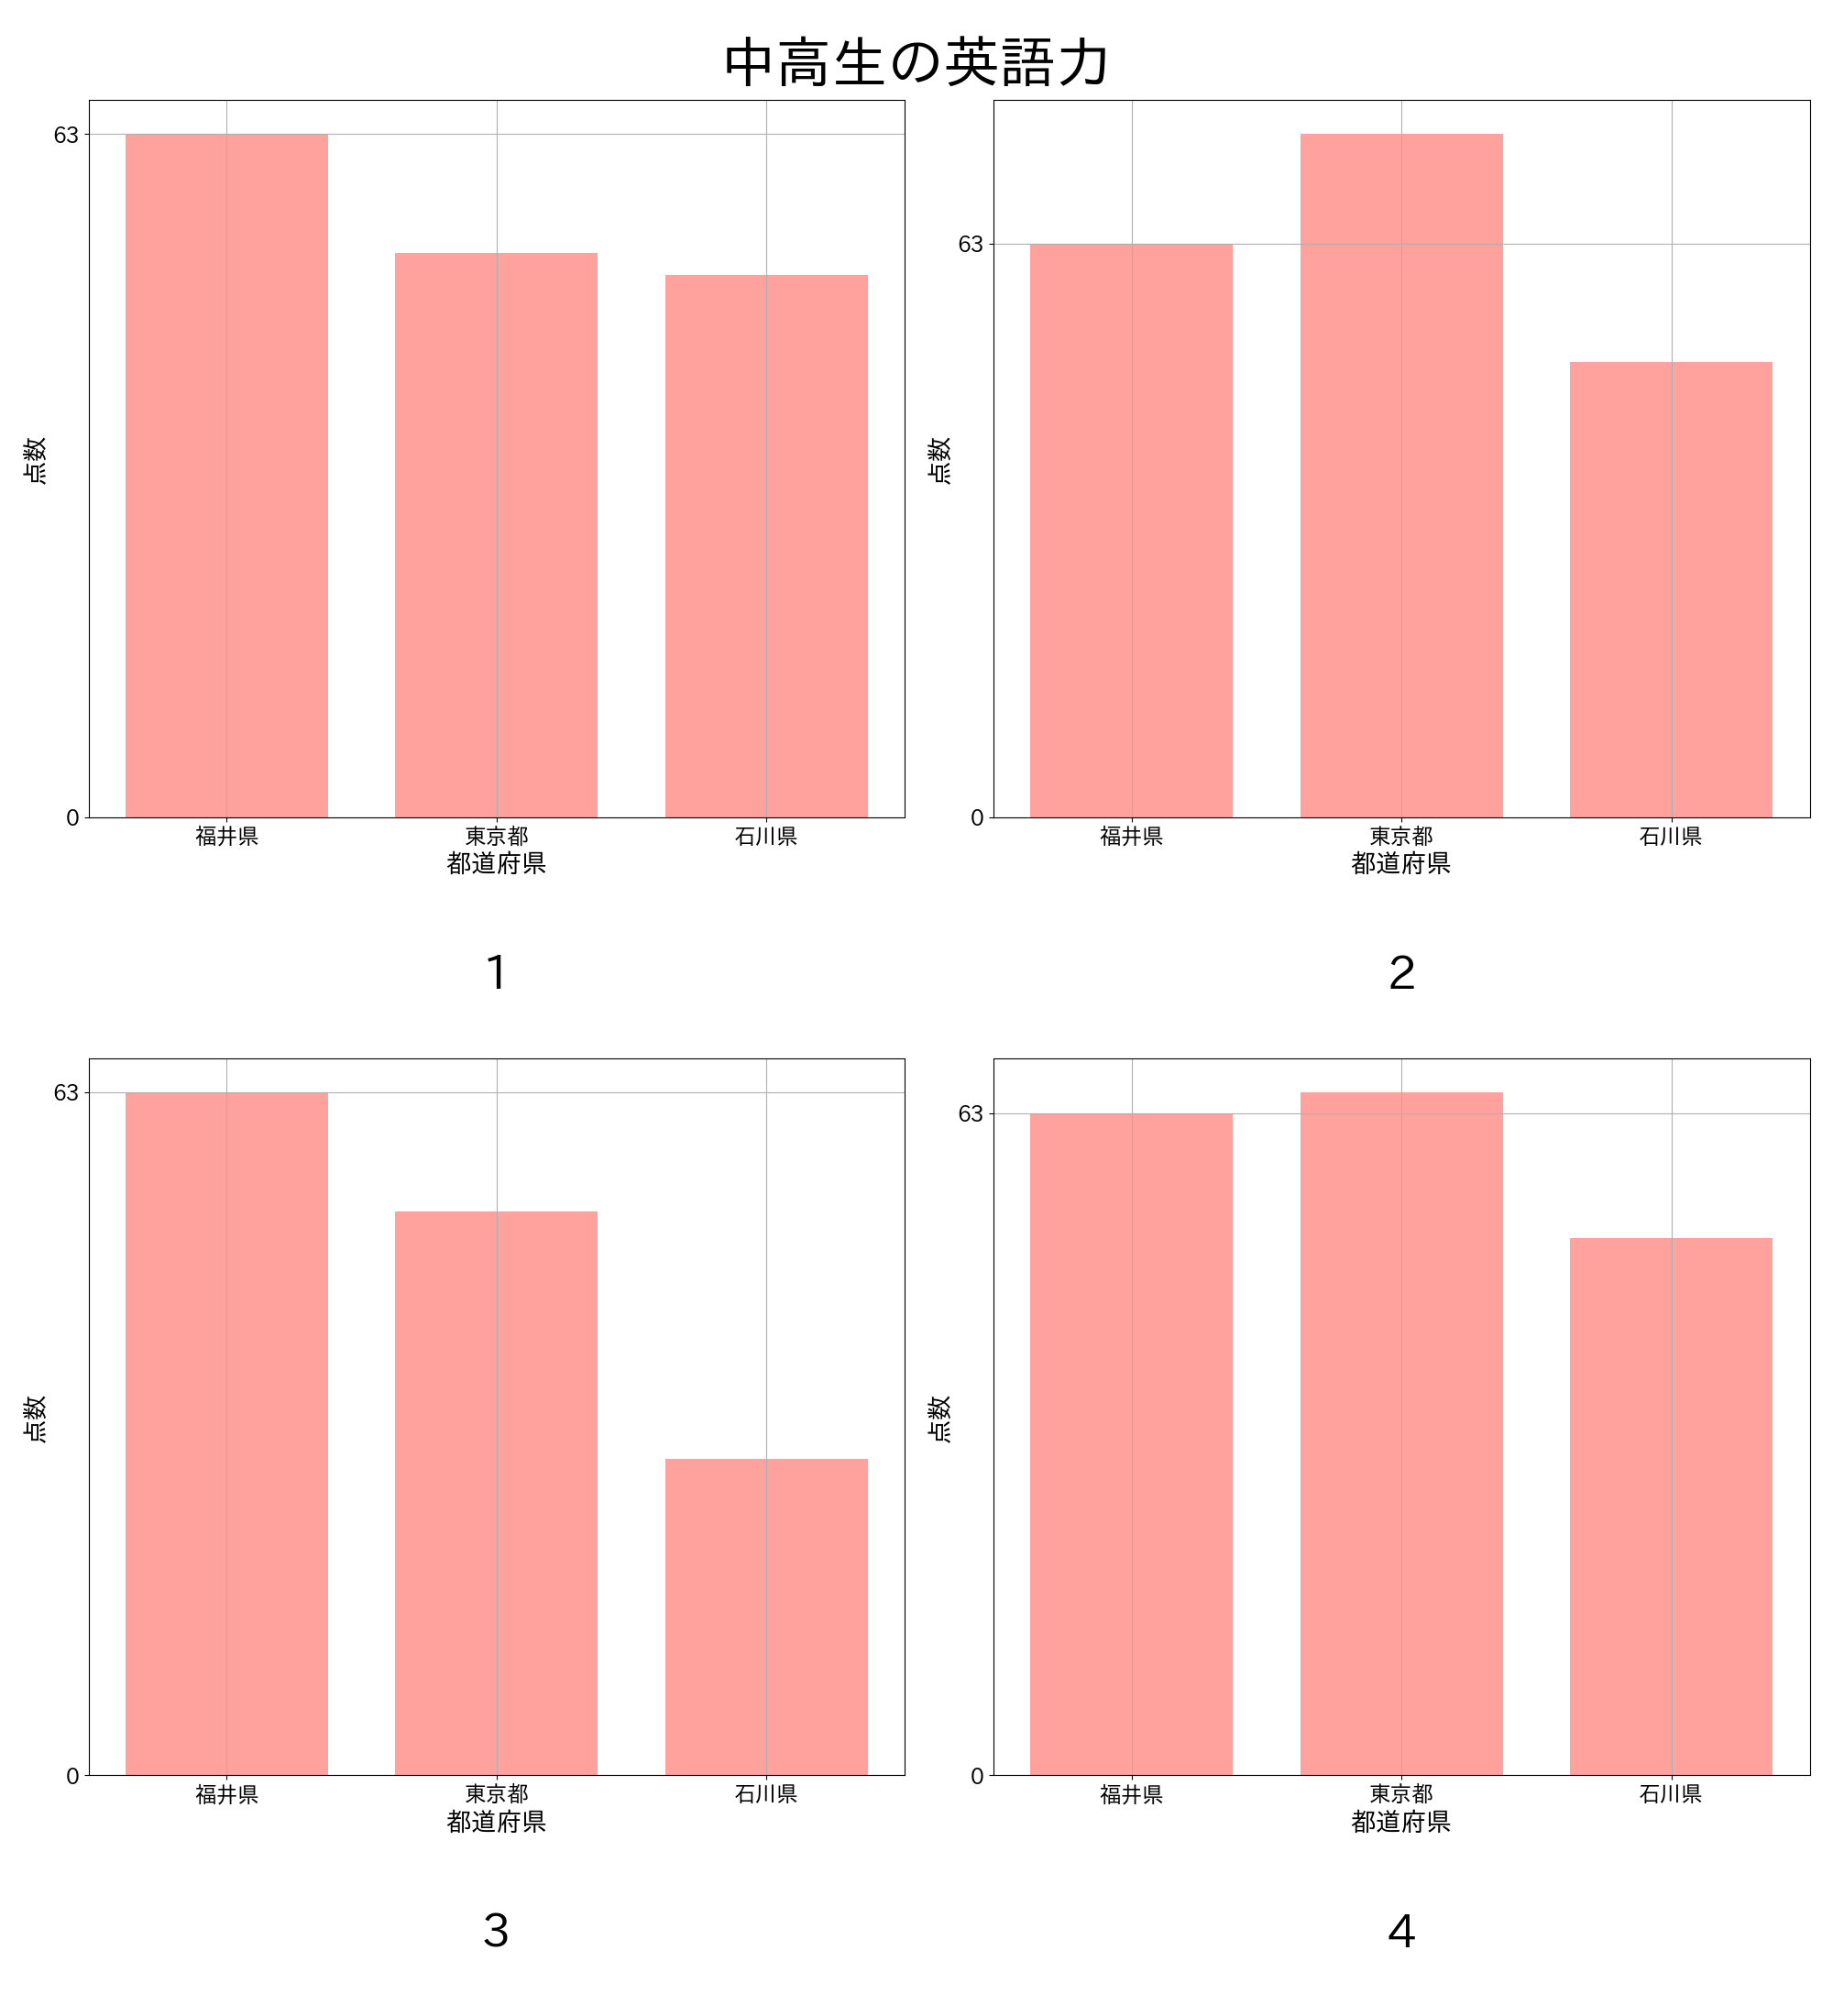 中高生の英語力
63
0
点数
福井県 東京都 石川県
都道府県
1
63
0
点数
福井県 東京都 石川県
都道府県
2
63
0
点数
福井県 東京都 石川県
都道府県
3
63
0
点数
福井県 東京都 石川県
都道府県
4